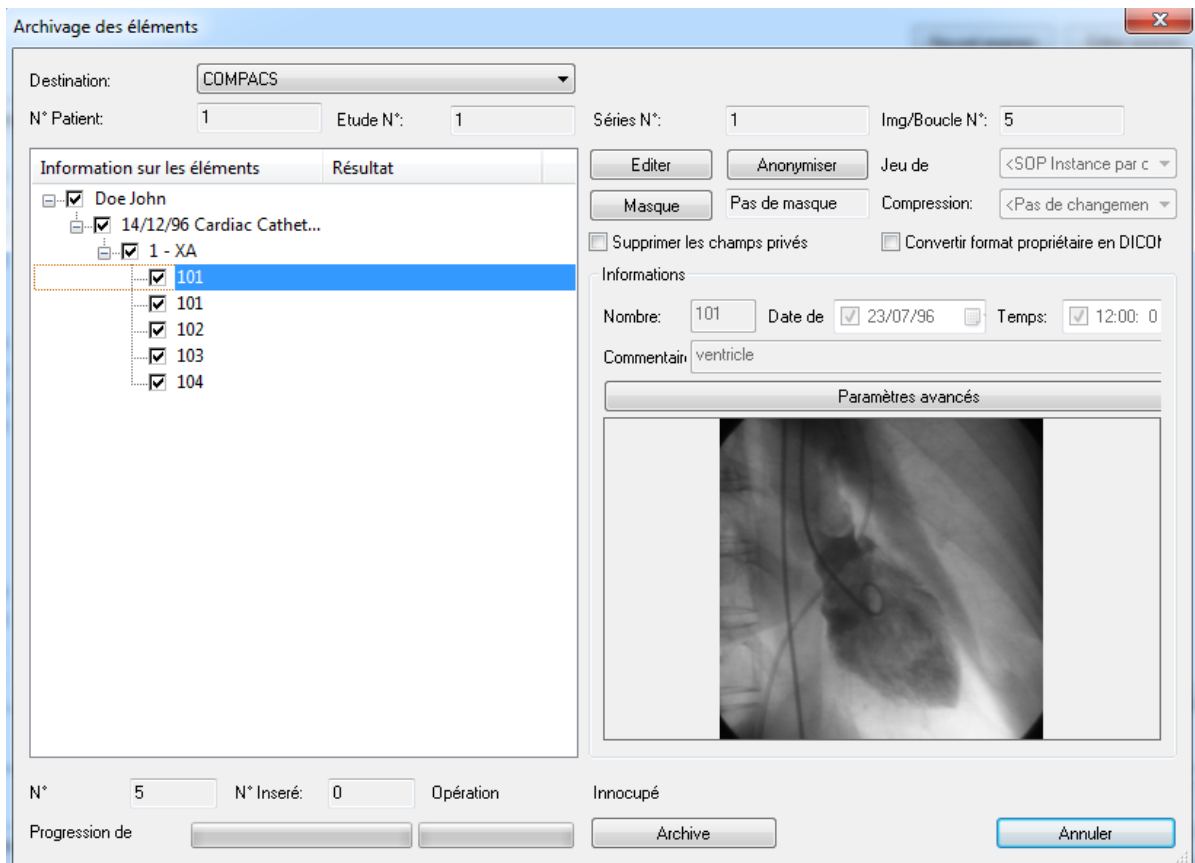 Archivage des éléments
Destination: COMPACS
N° Patient: 1 Etude N°: 1 Séries N°: 1 Img/Boucle N°: 5
Information sur les éléments Résultat
Editer Anonymiser Jeu de <SOP Instance par c
Doe John
14/12/96 Cardiac Cathet...
Masque Pas de masque Compression: <Pas de changemen
1 - XA
Supprimer les champs privés Convertir format propriétaire en DICOM
101
Informations
101
Nombre: 101 Date de 23/07/96 Temps: 12:00: 0
102
103
Commentair ventricle
104
Paramètres avancés
N° 5 N° Inseré: 0 Opération Innocupé
Progression de Archive Annuler